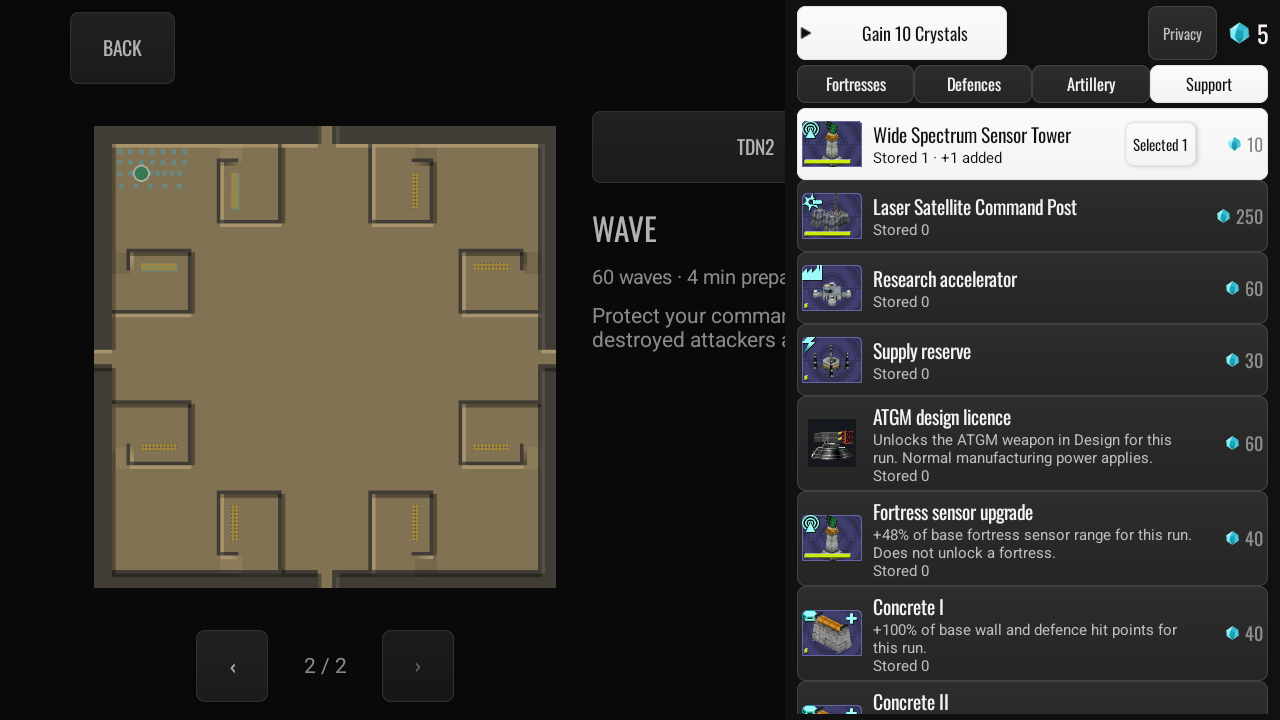 BACK
Gain 10 Crystals
Privacy
5
Fortresses
Defences
Artillery
Support
TDN2
WAVE
60 waves · 4 min prepa
Protect your comman
destroyed attackers a
‹
2 / 2
›
Wide Spectrum Sensor Tower
Stored 1 · +1 added
Selected 1
10
Laser Satellite Command Post
Stored 0
250
Research accelerator
Stored 0
60
Supply reserve
Stored 0
30
ATGM design licence
Unlocks the ATGM weapon in Design for this
run. Normal manufacturing power applies.
Stored 0
60
Fortress sensor upgrade
+48% of base fortress sensor range for this run.
Does not unlock a fortress.
Stored 0
40
Concrete I
+100% of base wall and defence hit points for
this run.
Stored 0
40
Concrete II